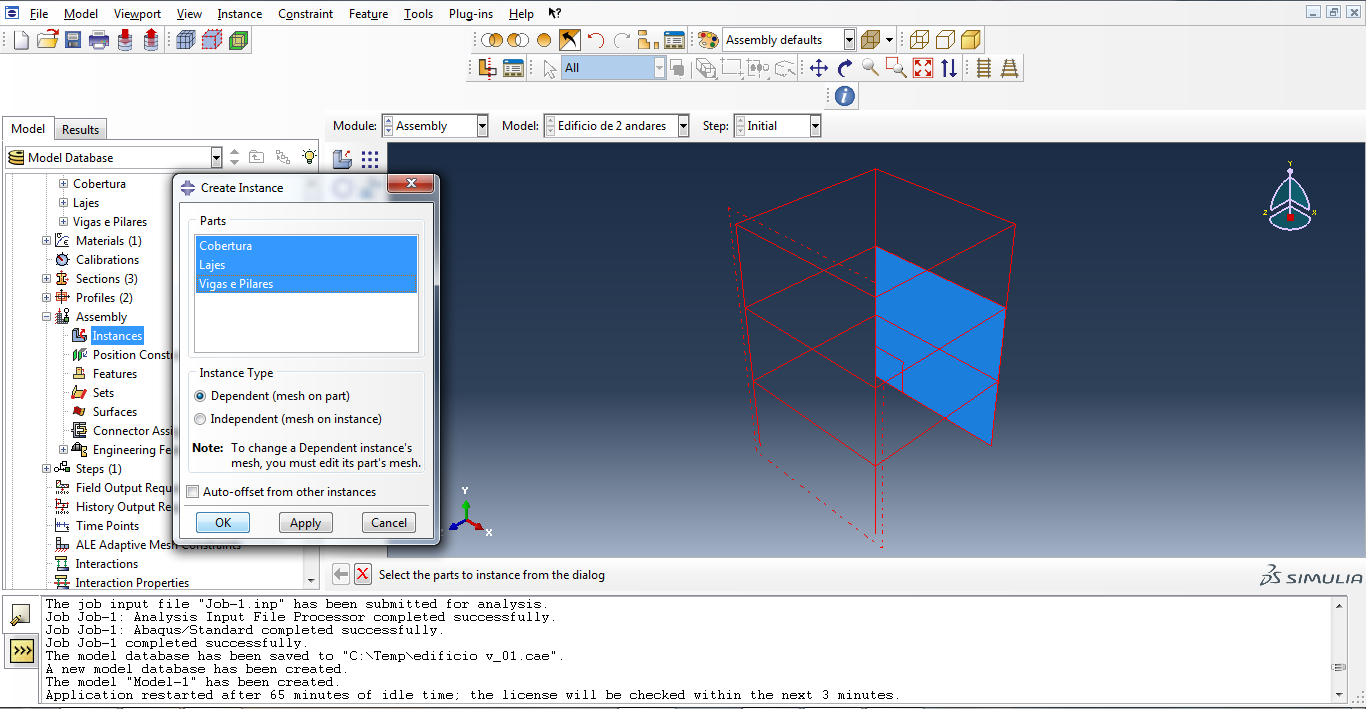 File Model Viewport View Instance Constraint Feature Tools Plug-ins Help
Assembly defaults
All
Model Results
Module: Assembly Model: Edificio de 2 andares Step: Initial
Model Database
Cobertura
Lajes
Vigas e Pilares
Materials (1)
Calibrations
Sections (3)
Profiles (2)
Assembly
Instances
Position Constr
Features
Sets
Surfaces
Connector Assi
Engineering Fe
Steps (1)
Field Output Requ
History Output Re
Time Points
ALE Adaptive Mesh Constraints
Interactions
Interaction Properties
Create Instance
Parts
Cobertura
Lajes
Vigas e Pilares
Instance Type
Dependent (mesh on part)
Independent (mesh on instance)
Note: To change a Dependent instance's
mesh, you must edit its part's mesh.
Auto-offset from other instances
OK Apply Cancel
Y
Z X
Y
X
Select the parts to instance from the dialog
SIMULIA
The job input file "Job-1.inp" has been submitted for analysis.
Job Job-1: Analysis Input File Processor completed successfully.
Job Job-1: Abaqus/Standard completed successfully.
Job Job-1 completed successfully.
The model database has been saved to "C:\Temp\edificio v_01.cae".
A new model database has been created.
The model "Model-1" has been created.
Application restarted after 65 minutes of idle time; the license will be checked within the next 3 minutes.